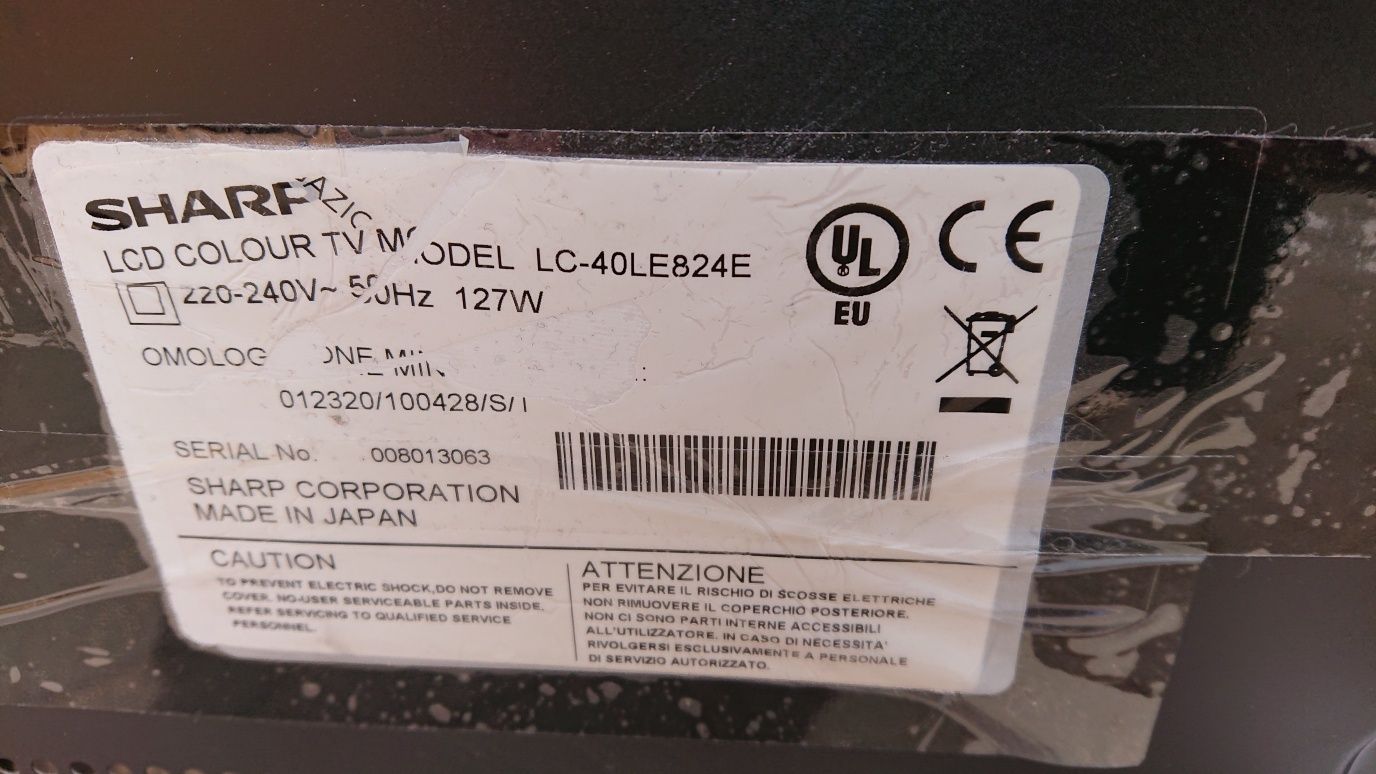 SHARP
LCD COLOUR TV MODEL LC-40LE824E
220-240V~ 50Hz 127W
UL
EU
CE
012320/100428/S/T
SERIAL No. 008013063
SHARP CORPORATION
MADE IN JAPAN
CAUTION
TO PREVENT ELECTRIC SHOCK,DO NOT REMOVE
COVER. NO-USER SERVICEABLE PARTS INSIDE.
REFER SERVICING TO QUALIFIED SERVICE
PERSONNEL.
ATTENZIONE
PER EVITARE IL RISCHIO DI SCOSSE ELETTRICHE
NON RIMUOVERE IL COPERCHIO POSTERIORE.
NON CI SONO PARTI INTERNE ACCESSIBILI
ALL'UTILIZZATORE. IN CASO DI NECESSITA'
RIVOLGERSI ESCLUSIVAMENTE A PERSONALE
DI SERVIZIO AUTORIZZATO.